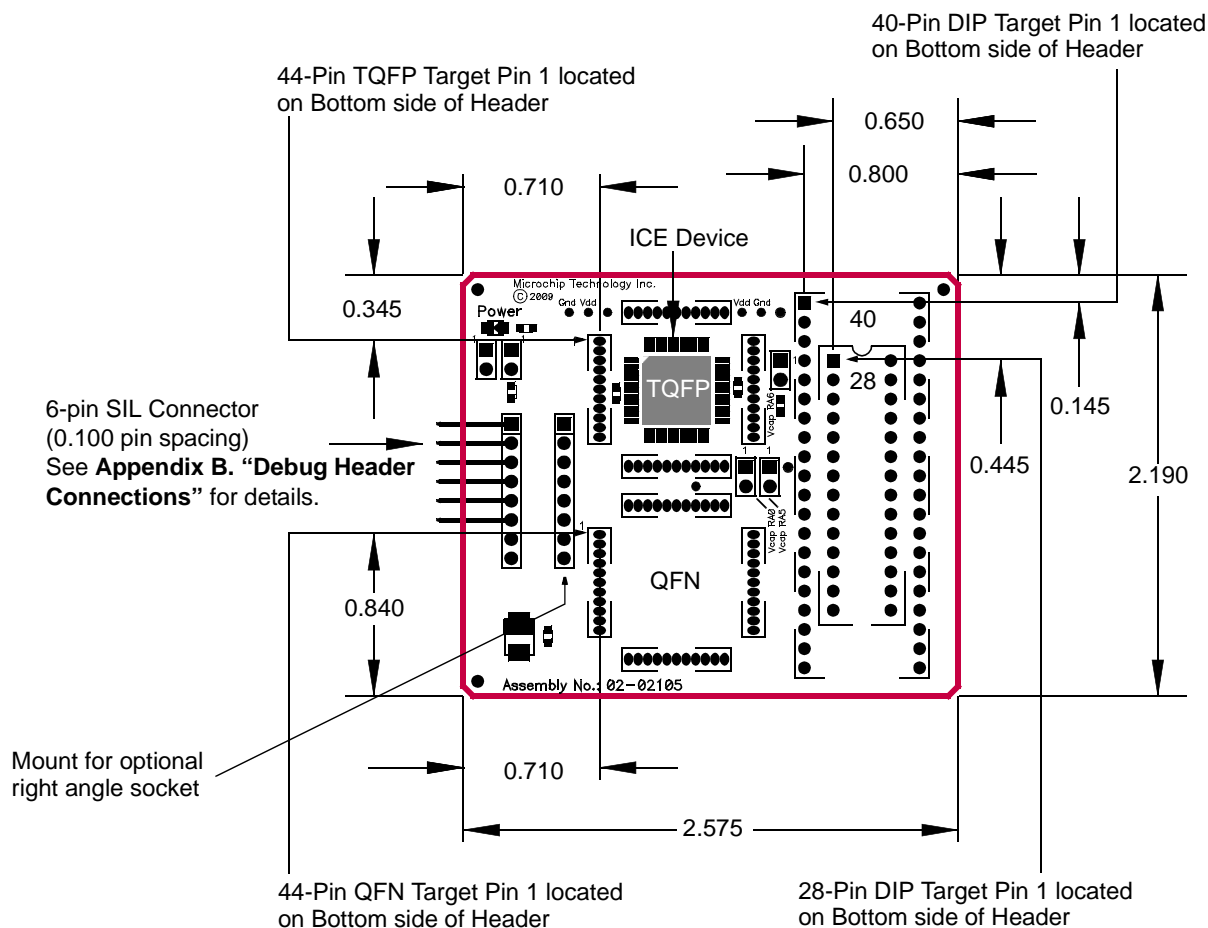 40-Pin DIP Target Pin 1 located
on Bottom side of Header
44-Pin TQFP Target Pin 1 located
on Bottom side of Header
0.650
0.800
0.710
ICE Device
Microchip Technology Inc.
© 2009
Gnd Vdd
Vdd Gnd
0.345
Power
1
1
40
28
TQFP
1
Vcap RA6
0.145
0.445
2.190
6-pin SIL Connector
(0.100 pin spacing)
See Appendix B. “Debug Header
Connections” for details.
1
1
Vcap RA0
Vcap RA5
1
QFN
0.840
Assembly No.: 02-02105
Mount for optional
right angle socket
0.710
2.575
44-Pin QFN Target Pin 1 located
on Bottom side of Header
28-Pin DIP Target Pin 1 located
on Bottom side of Header